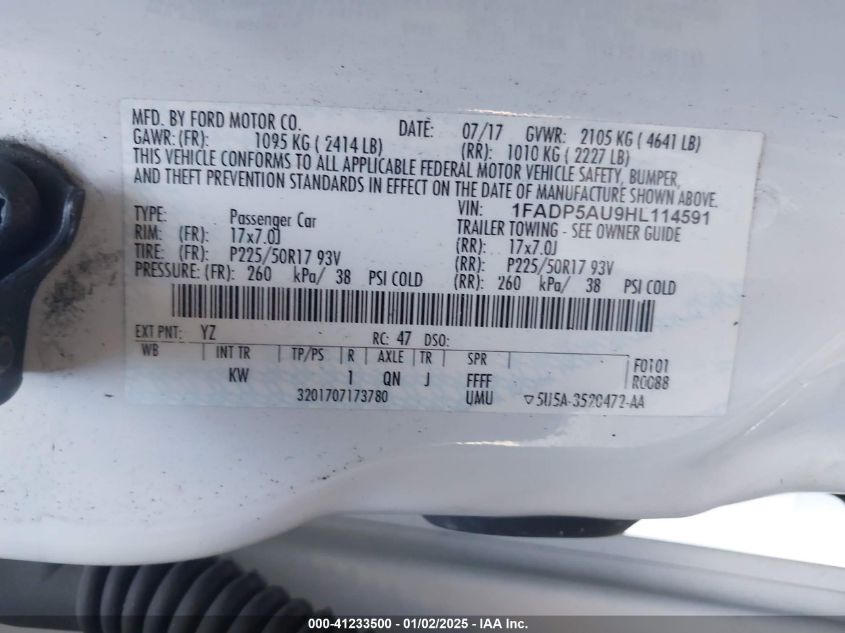 MFD. BY FORD MOTOR CO. DATE: 07/17 GVWR: 2105 KG ( 4641 LB)
GAWR: (FR): 1095 KG ( 2414 LB) (RR): 1010 KG ( 2227 LB)
THIS VEHICLE CONFORMS TO ALL APPLICABLE FEDERAL MOTOR VEHICLE SAFETY, BUMPER,
AND THEFT PREVENTION STANDARDS IN EFFECT ON THE DATE OF MANUFACTURE SHOWN ABOVE.
VIN: 1FADP5AU9HL114591
TYPE: Passenger Car TRAILER TOWING - SEE OWNER GUIDE
RIM: (FR): 17x7.0J (RR): 17x7.0J
TIRE: (FR): P225/50R17 93V (RR): P225/50R17 93V
PRESSURE: (FR): 260 kPa/ 38 PSI COLD (RR): 260 kPa/ 38 PSI COLD
EXT PNT: YZ RC: 47 DSO:
WB INT TR TP/PS R AXLE TR SPR F0101
KW 1 QN J FFFF R0088
3201707173780 UMU ▽5U5A-3520472-AA
000-41233500 - 01/02/2025 - IAA Inc.